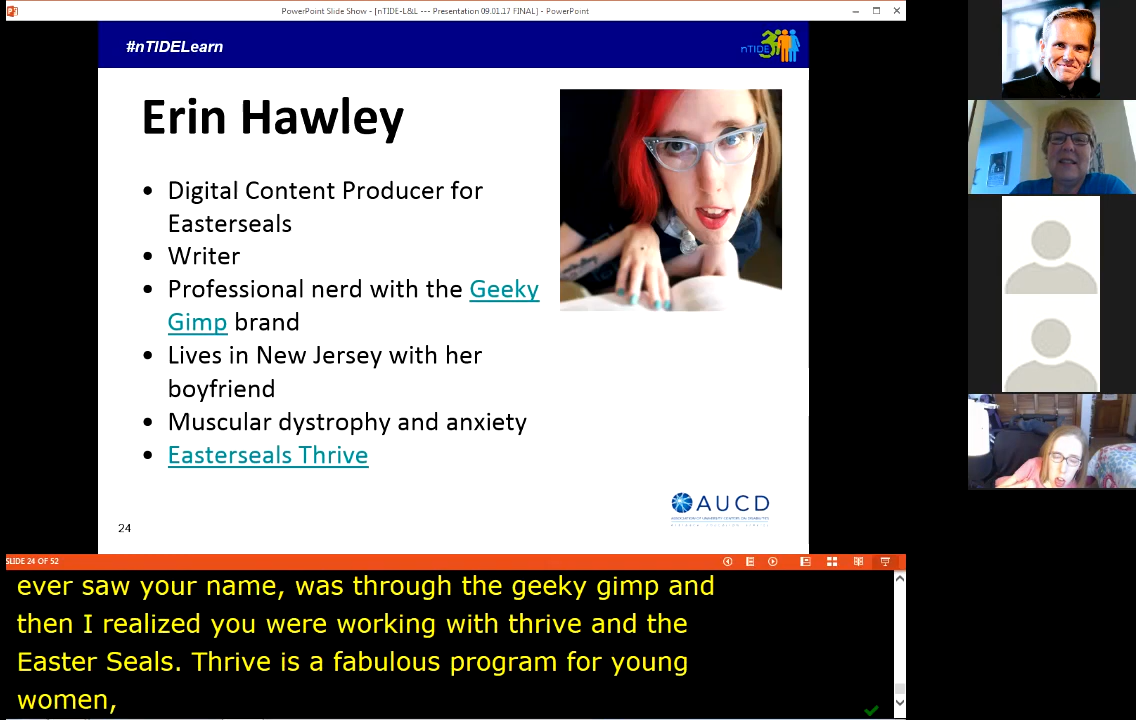 PowerPoint Slide Show - [nTIDE-L&L --- Presentation 09.01.17 FINAL] - PowerPoint
#nTIDELearn
nTIDE
Erin Hawley
• Digital Content Producer for
Easterseals
• Writer
• Professional nerd with the Geeky
Gimp brand
• Lives in New Jersey with her
boyfriend
• Muscular dystrophy and anxiety
• Easterseals Thrive
AUCD
24
SLIDE 24 OF 52
ever saw your name, was through the geeky gimp and
then I realized you were working with thrive and the
Easter Seals. Thrive is a fabulous program for young
women,